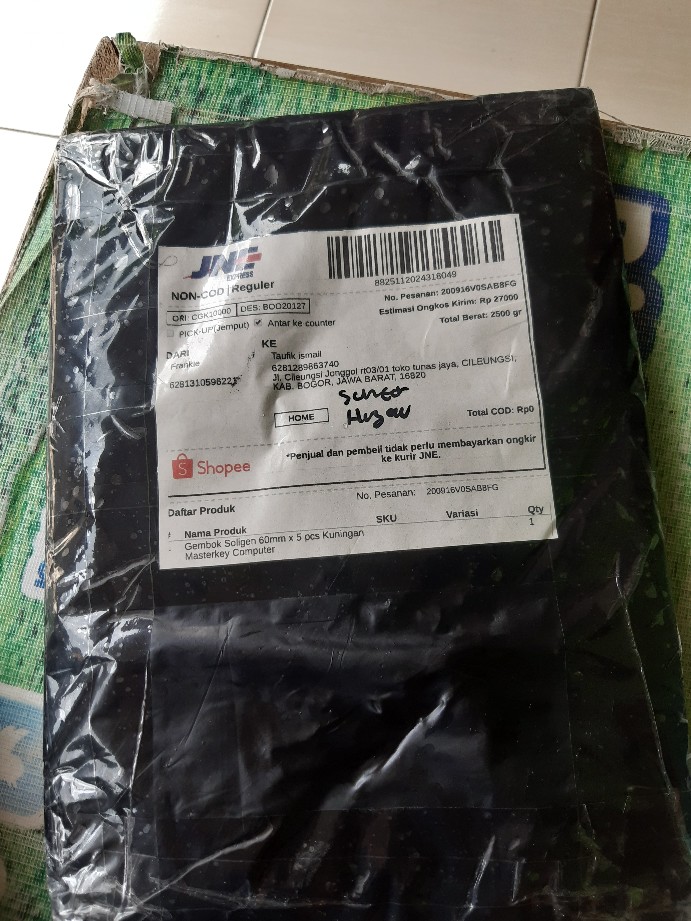 JNE
EXPRESS
NON-COD | Reguler
8825112024318049
ORI: CGK10000 DES: BOO20127
No. Pesanan: 200916V0SAB8FG
Estimasi Ongkos Kirim: Rp 27000
PICK-UP(Jemput) Antar ke counter
Total Berat: 2500 gr
DARI KE
Frankie Taufik ismail
6281310598221 6281289863740
Jl, Cileungsi Jonggol rt03/01 toko tunas jaya, CILEUNGSI,
KAB. BOGOR, JAWA BARAT, 16820
HOME
Total COD: Rp0
Shopee
*Penjual dan pembeli tidak perlu membayarkan ongkir
ke kurir JNE.
No. Pesanan: 200916V0SAB8FG
Daftar Produk
# Nama Produk SKU Variasi Qty
Gembok Soligen 60mm x 5 pcs Kuningan 1
Masterkey Computer